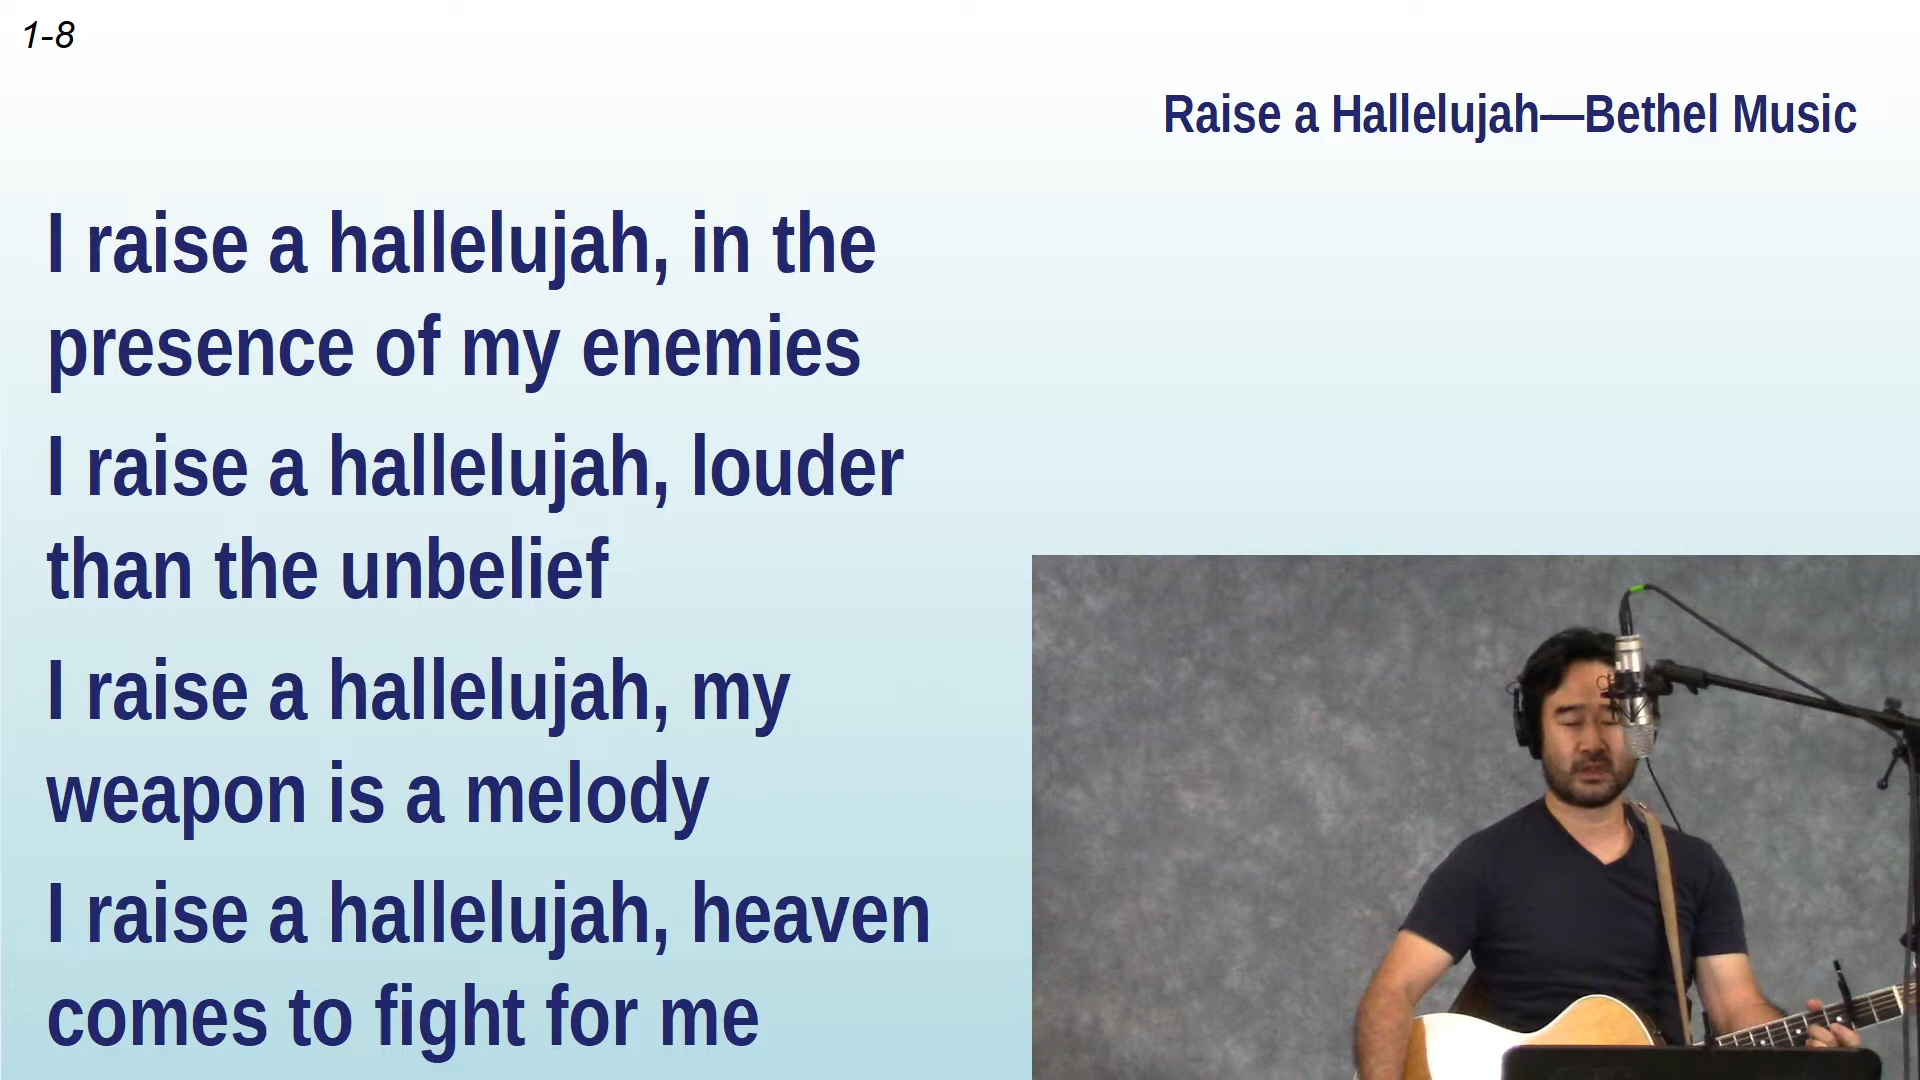 1-8
Raise a Hallelujah—Bethel Music
I raise a hallelujah, in the
presence of my enemies
I raise a hallelujah, louder
than the unbelief
I raise a hallelujah, my
weapon is a melody
I raise a hallelujah, heaven
comes to fight for me